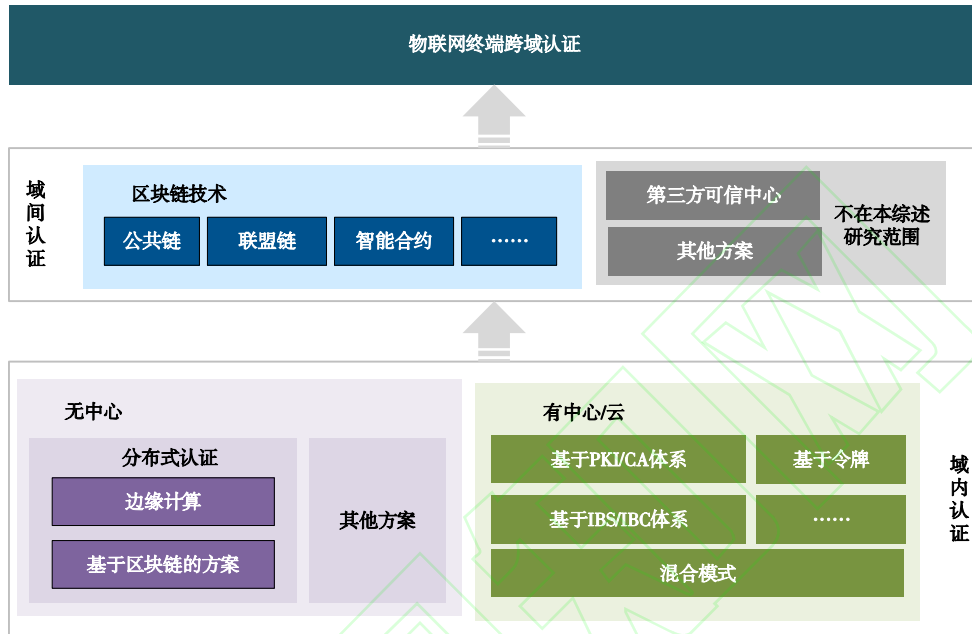 物联网终端跨域认证
域
间
认
证
区块链技术
公共链
联盟链
智能合约
……
第三方可信中心
其他方案
不在本综述
研究范围
无中心
分布式认证
边缘计算
基于区块链的方案
其他方案
有中心/云
基于PKI/CA体系
基于令牌
基于IBS/IBC体系
……
混合模式
域
内
认
证